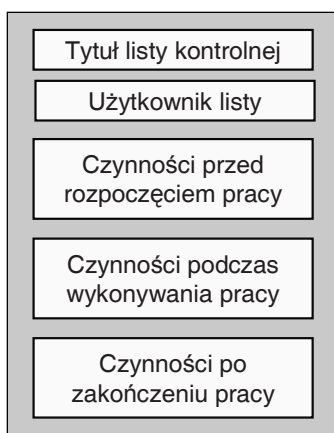 Tytuł listy kontrolnej
Użytkownik listy
Czynności przed
rozpoczęciem pracy
Czynności podczas
wykonywania pracy
Czynności po
zakończeniu pracy